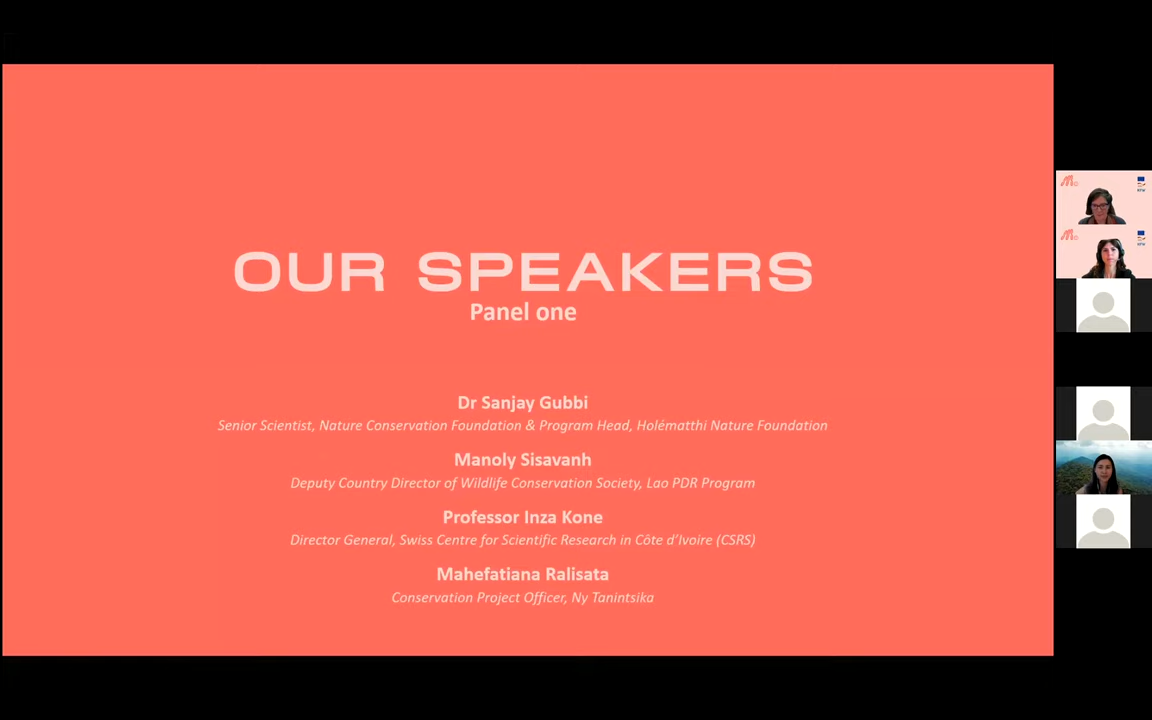 OUR SPEAKERS
Panel one
Dr Sanjay Gubbi
Senior Scientist, Nature Conservation Foundation & Program Head, Holématthi Nature Foundation
Manoly Sisavanh
Deputy Country Director of Wildlife Conservation Society, Lao PDR Program
Professor Inza Kone
Director General, Swiss Centre for Scientific Research in Côte d'Ivoire (CSRS)
Mahefatiana Ralisata
Conservation Project Officer, Ny Tanintsika